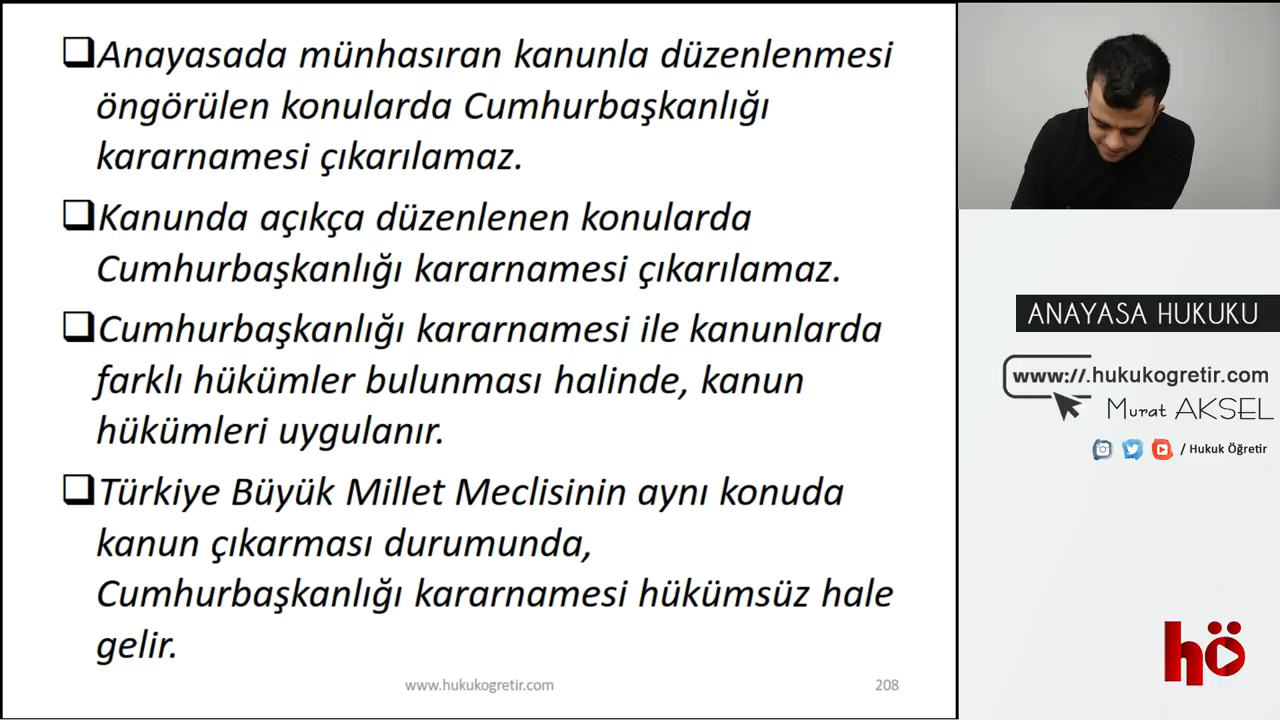 Anayasada münhasıran kanunla düzenlenmesi
öngörülen konularda Cumhurbaşkanlığı
kararnamesi çıkarılamaz.
Kanunda açıkça düzenlenen konularda
Cumhurbaşkanlığı kararnamesi çıkarılamaz.
Cumhurbaşkanlığı kararnamesi ile kanunlarda
farklı hükümler bulunması halinde, kanun
hükümleri uygulanır.
Türkiye Büyük Millet Meclisinin aynı konuda
kanun çıkarması durumunda,
Cumhurbaşkanlığı kararnamesi hükümsüz hale
gelir.
www.hukukogretir.com
208
ANAYASA HUKUKU
www://.hukukogretir.com
Murat AKSEL
/ Hukuk Öğretir
hö